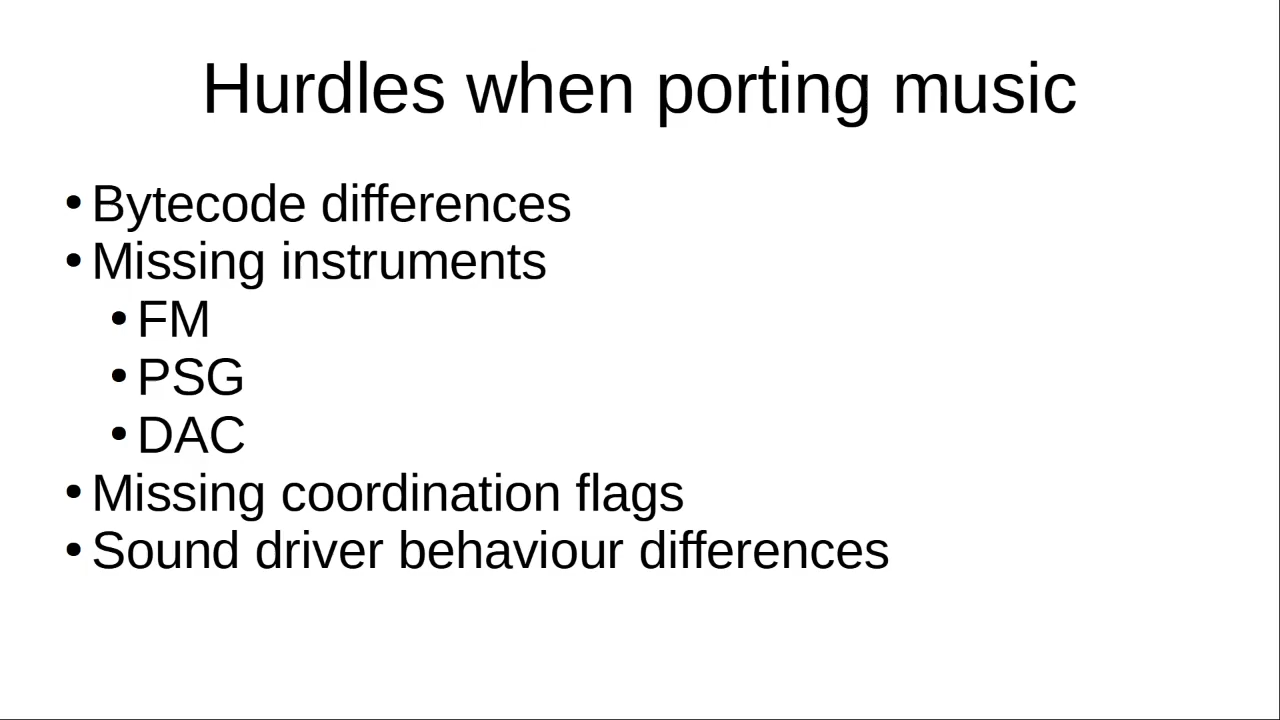 Hurdles when porting music
• Bytecode differences
• Missing instruments
• FM
• PSG
• DAC
• Missing coordination flags
• Sound driver behaviour differences